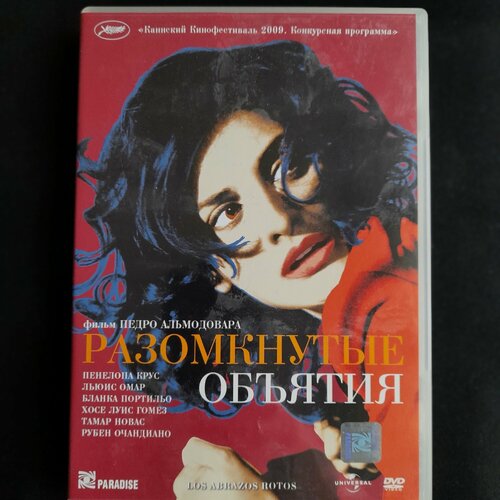 «Каннский Кинофестиваль 2009. Конкурсная программа»
фильм ПЕДРО АЛЬМОДОВАРА
РАЗОМКНУТЫЕ
ОБЪЯТИЯ
ПЕНЕЛОПА КРУС
ЛЬЮИС ОМАР
БЛАНКА ПОРТИЛЬО
ХОСЕ ЛУИС ГОМЕЗ
ТАМАР НОВАС
РУБЕН ОЧАНДИАНО
PARADISE
LOS ABRAZOS ROTOS
UNIVERSAL
DVD
VIDEO